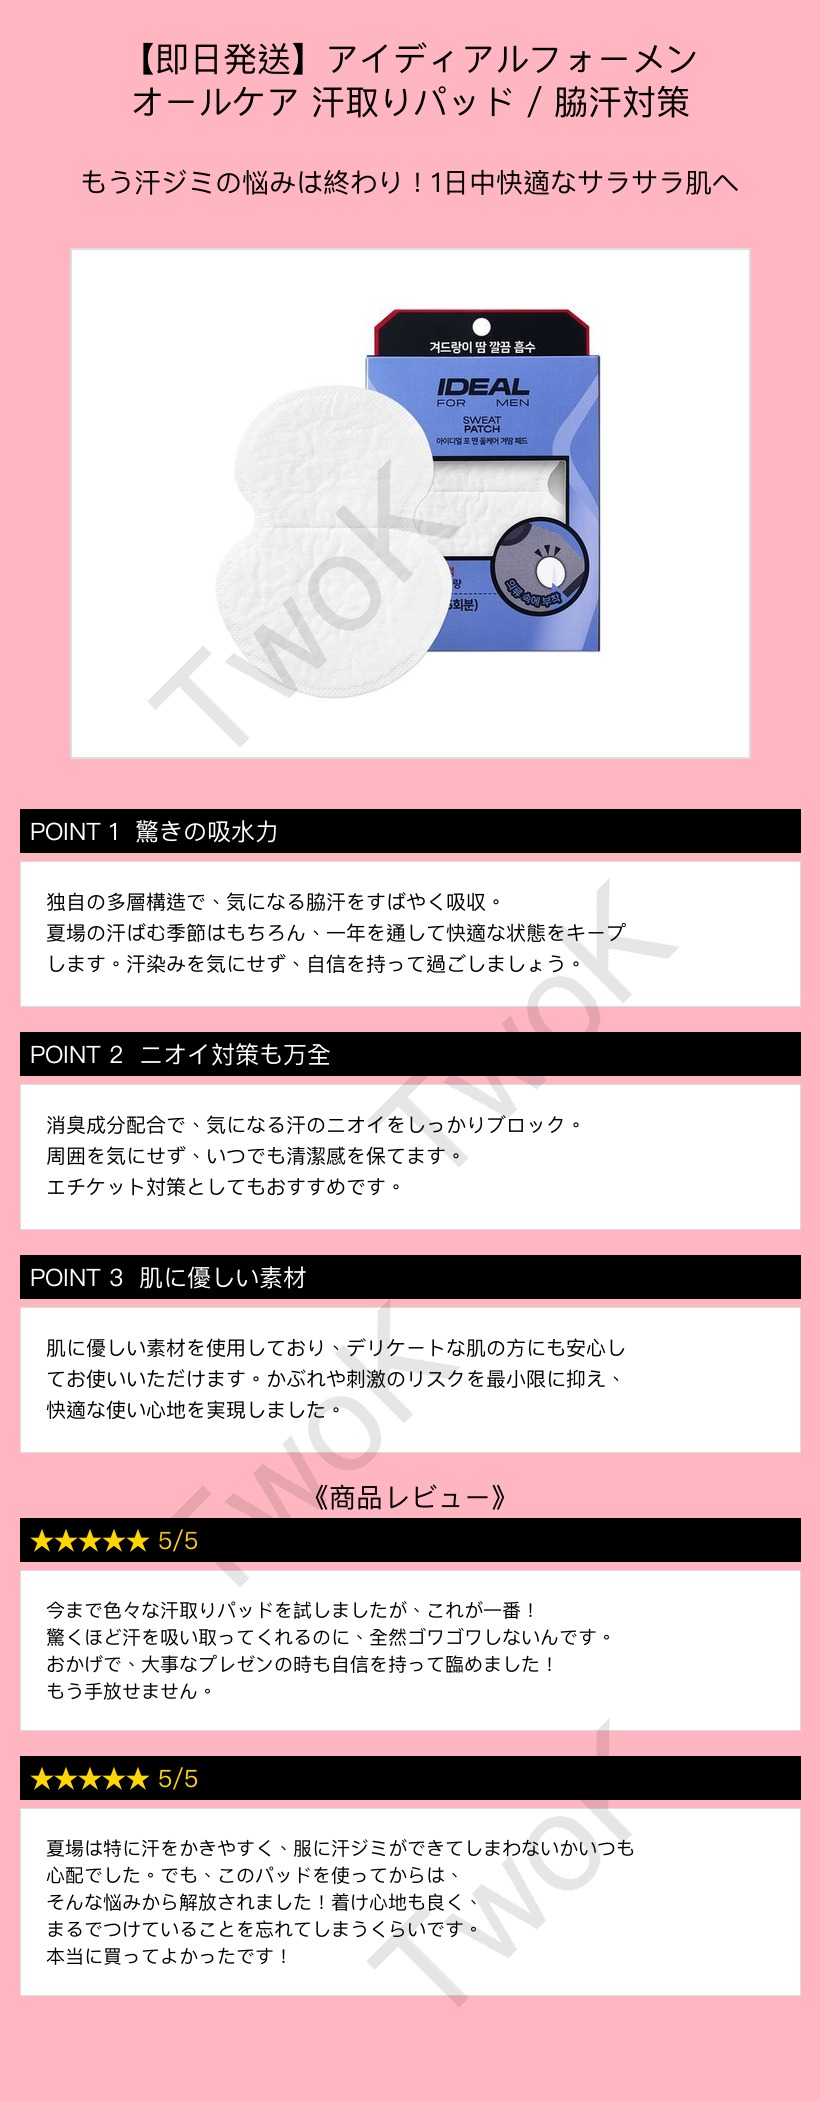 【即日発送】アイディアルフォーメン
オールケア 汗取りパッド / 脇汗対策
もう汗ジミの悩みは終わり！1日中快適なサラサラ肌へ
겨드랑이 땀 깔끔 흡수
IDEAL
FOR MEN
SWEAT
PATCH
아이디얼 포 맨 올케어 겨땀 패드
의류 속에 부착
회분)
TwoK
POINT 1 驚きの吸水力
独自の多層構造で、気になる脇汗をすばやく吸収。
夏場の汗ばむ季節はもちろん、一年を通して快適な状態をキープ
します。汗染みを気にせず、自信を持って過ごしましょう。
TwoK
POINT 2 ニオイ対策も万全
消臭成分配合で、気になる汗のニオイをしっかりブロック。
周囲を気にせず、いつでも清潔感を保てます。
エチケット対策としてもおすすめです。
POINT 3 肌に優しい素材
肌に優しい素材を使用しており、デリケートな肌の方にも安心し
てお使いいただけます。かぶれや刺激のリスクを最小限に抑え、
快適な使い心地を実現しました。
TwoK
《商品レビュー》
★★★★★ 5/5
今まで色々な汗取りパッドを試しましたが、これが一番！
驚くほど汗を吸い取ってくれるのに、全然ゴワゴワしないんです。
おかげで、大事なプレゼンの時も自信を持って臨めました！
もう手放せません。
★★★★★ 5/5
夏場は特に汗をかきやすく、服に汗ジミができてしまわないかいつも
心配でした。でも、このパッドを使ってからは、
そんな悩みから解放されました！着け心地も良く、
まるでつけていることを忘れてしまうくらいです。
本当に買ってよかったです！
TwoK